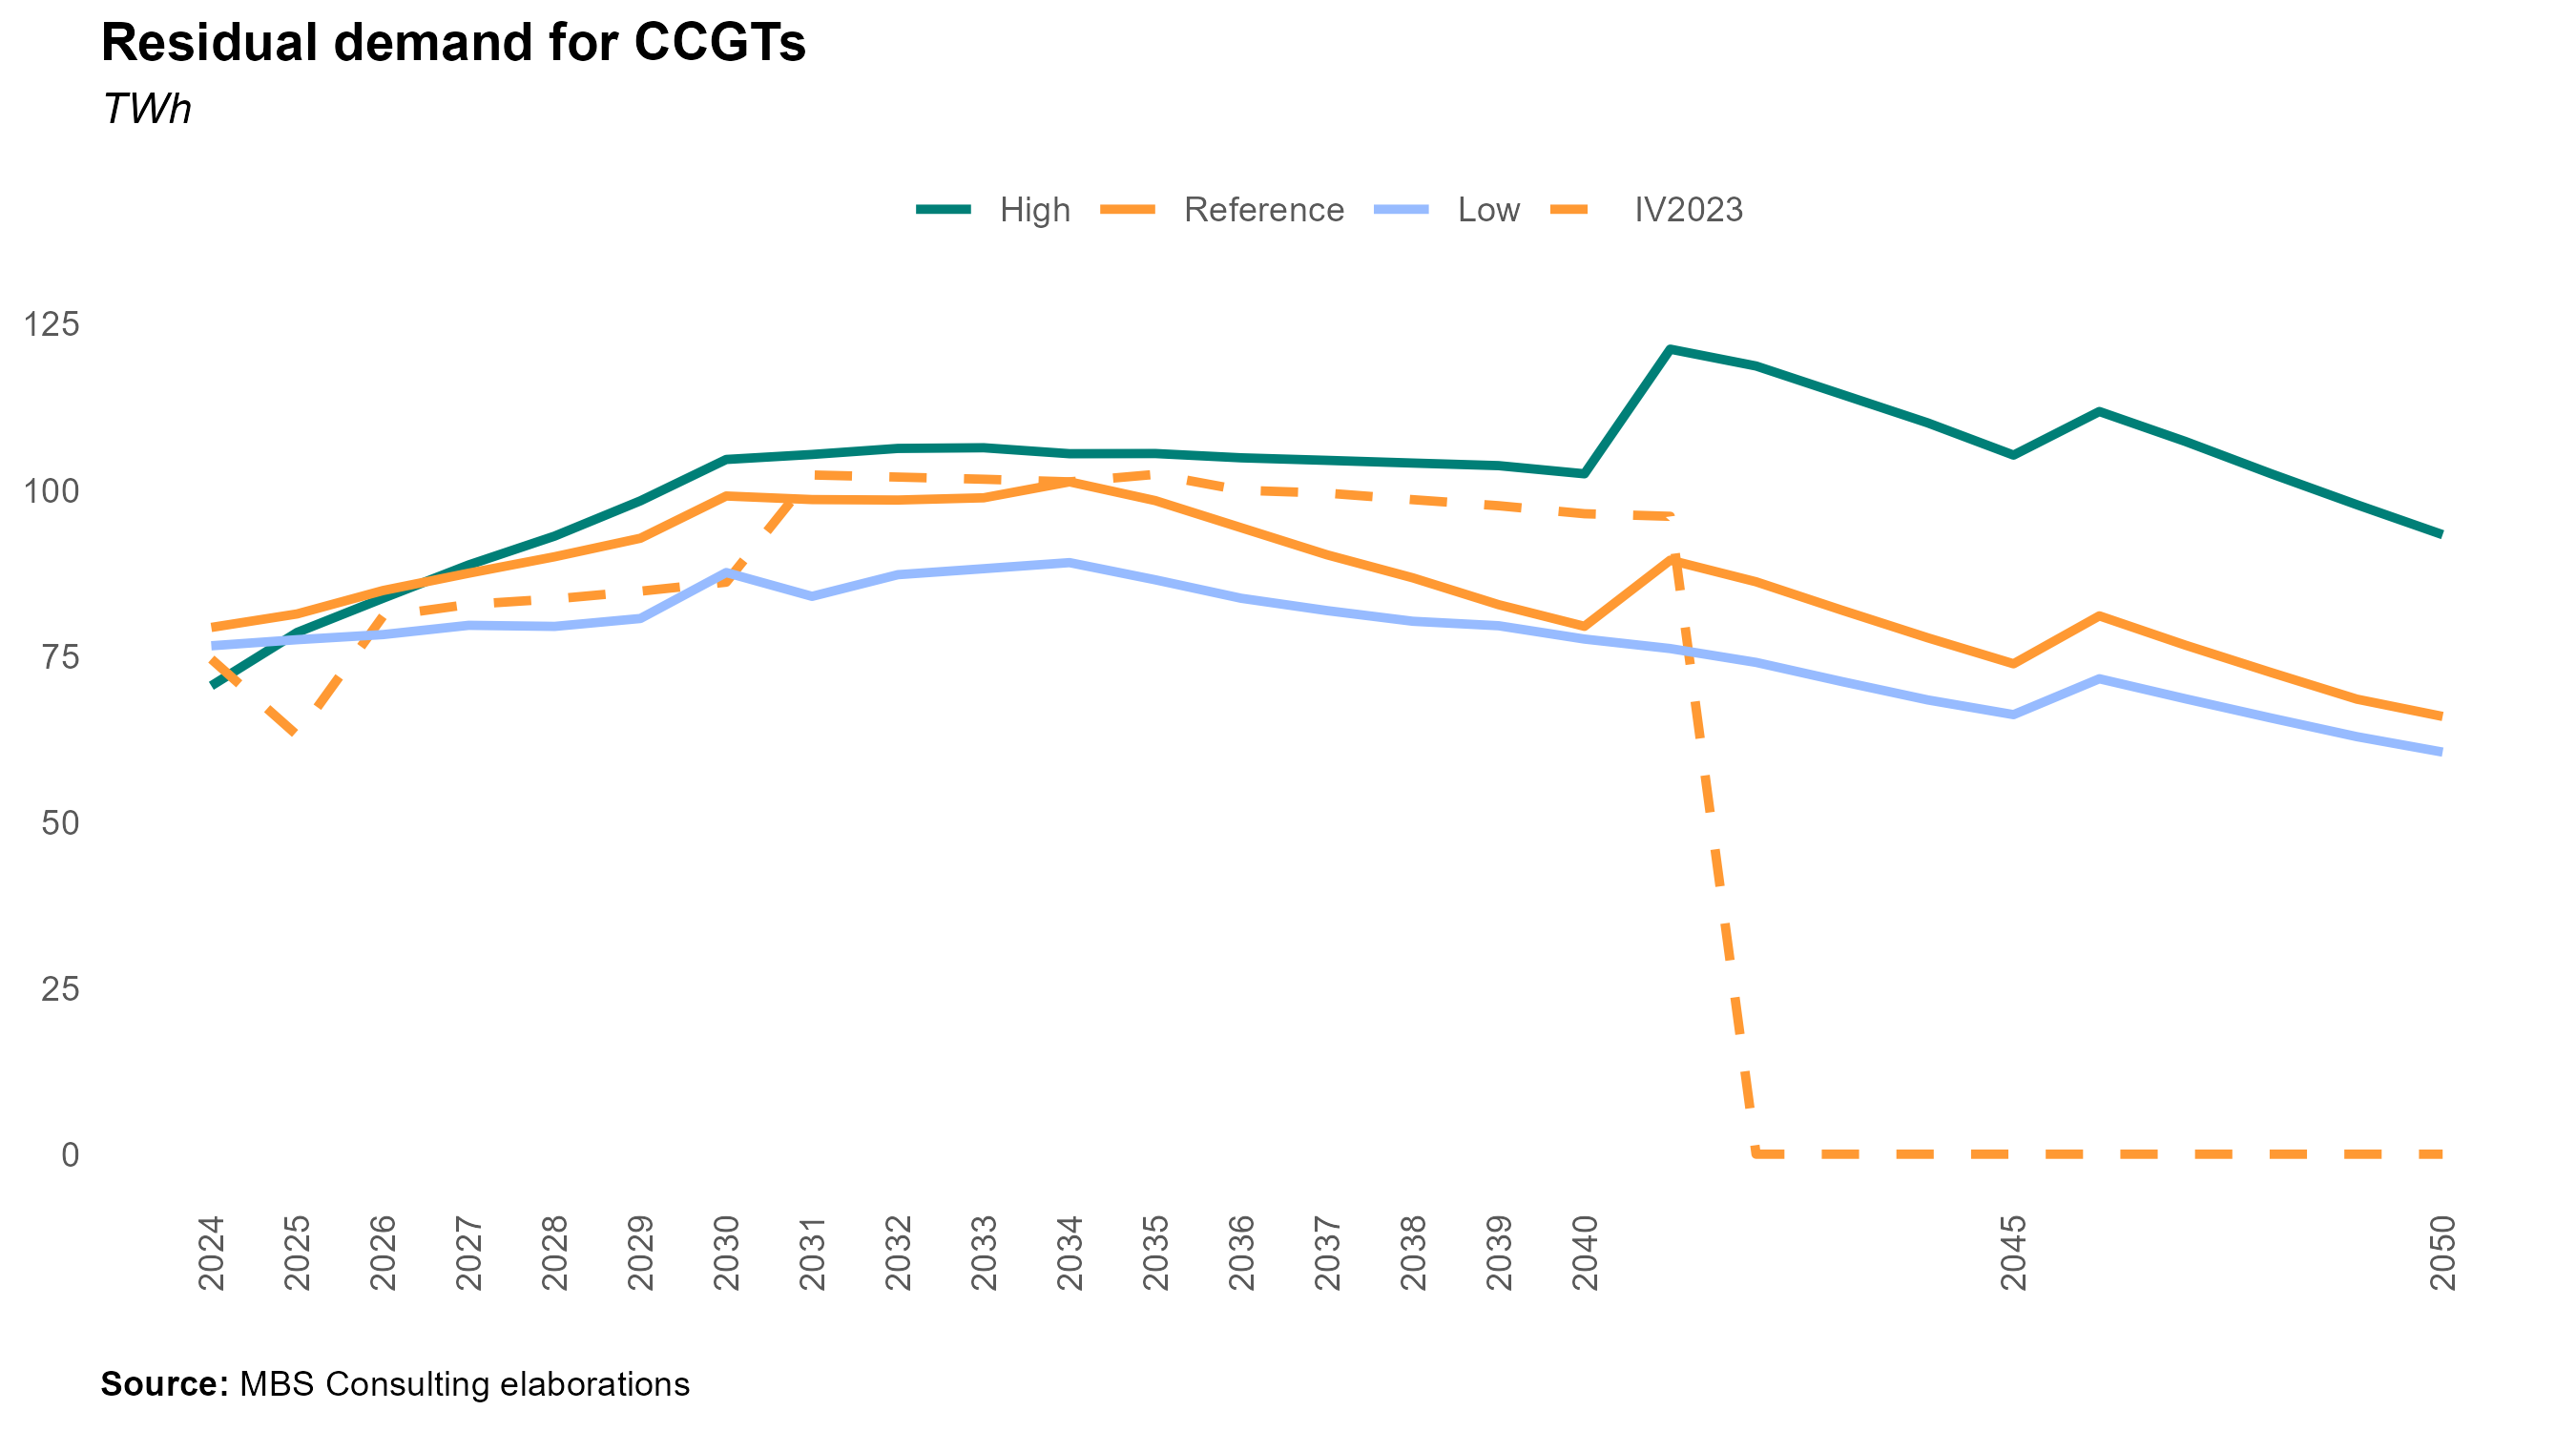 Residual demand for CCGTs
TWh
High Reference Low IV2023
125
100
75
50
25
0
2024 2025 2026 2027 2028 2029 2030 2031 2032 2033 2034 2035 2036 2037 2038 2039 2040 2045 2050
Source: MBS Consulting elaborations